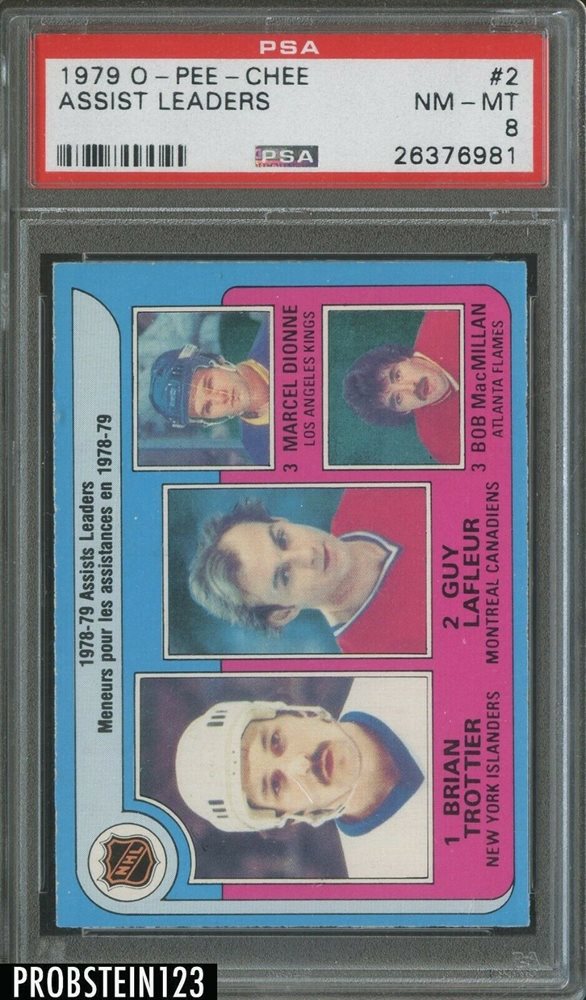 PSA
1979 O-PEE-CHEE #2
ASSIST LEADERS NM-MT
8
PSA 26376981
1978-79 Assists Leaders
Meneurs pour les assistances en 1978-79
NHL
1 BRIAN
TROTTIER
NEW YORK ISLANDERS
2 GUY
LAFLEUR
MONTREAL CANADIENS
3 MARCEL DIONNE
LOS ANGELES KINGS
3 BOB MacMILLAN
ATLANTA FLAMES
PROBSTEIN123